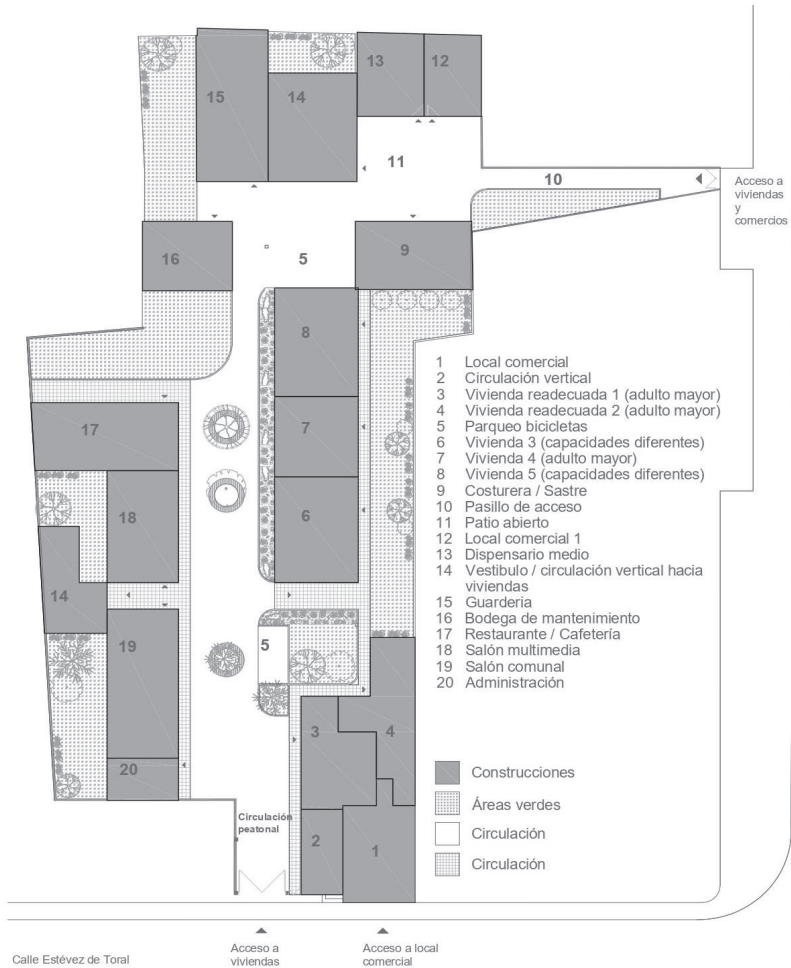 13
12
15
14
11
10
Acceso a
viviendas
y
comercios
9
16
5
8
1 Local comercial
2 Circulación vertical
3 Vivienda readecuada 1 (adulto mayor)
4 Vivienda readecuada 2 (adulto mayor)
5 Parqueo bicicletas
6 Vivienda 3 (capacidades diferentes)
7 Vivienda 4 (adulto mayor)
8 Vivienda 5 (capacidades diferentes)
9 Costurera / Sastre
10 Pasillo de acceso
11 Patio abierto
12 Local comercial 1
13 Dispensario medio
14 Vestibulo / circulación vertical hacia
viviendas
15 Guarderia
16 Bodega de mantenimiento
17 Restaurante / Cafetería
18 Salón multimedia
19 Salón comunal
20 Administración
17
7
18
6
14
19
5
3
4
20
Construcciones
Áreas verdes
Circulación
Circulación
Circulación
peatonal
2
1
Acceso a
viviendas
Acceso a local
comercial
Calle Estévez de Toral